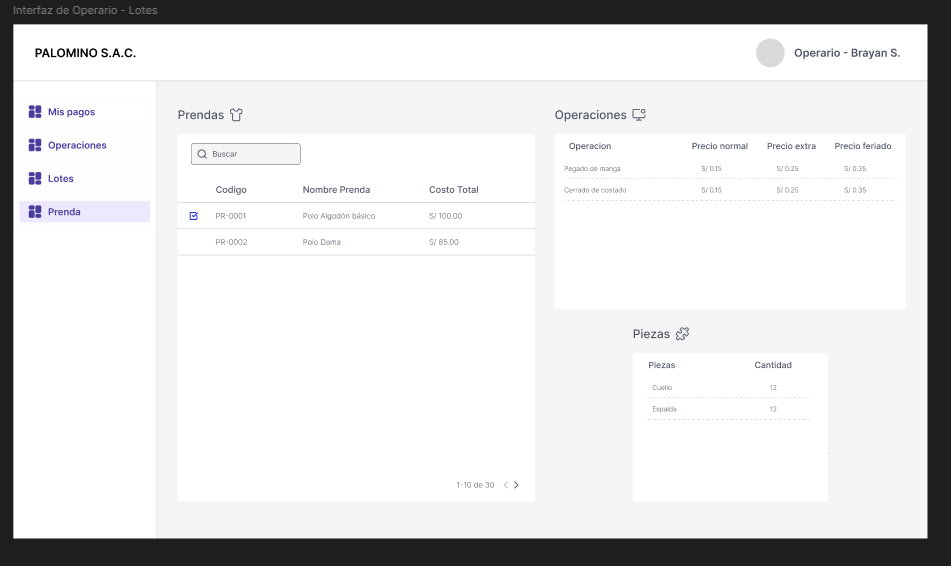 Interfaz de Operario - Lotes
PALOMINO S.A.C.
Operario - Brayan S.
Mis pagos
Operaciones
Lotes
Prenda
Prendas
Buscar
Codigo Nombre Prenda Costo Total
PR-0001 Polo Algodón básico S/ 100.00
PR-0002 Polo Dama S/ 85.00
1-10 de 30
Operaciones
Operacion Precio normal Precio extra Precio feriado
Pegado de manga S/ 0.15 S/ 0.25 S/ 0.35
Cerrado de costado S/ 0.15 S/ 0.25 S/ 0.35
Piezas
Piezas Cantidad
Cuello 12
Espalda 12